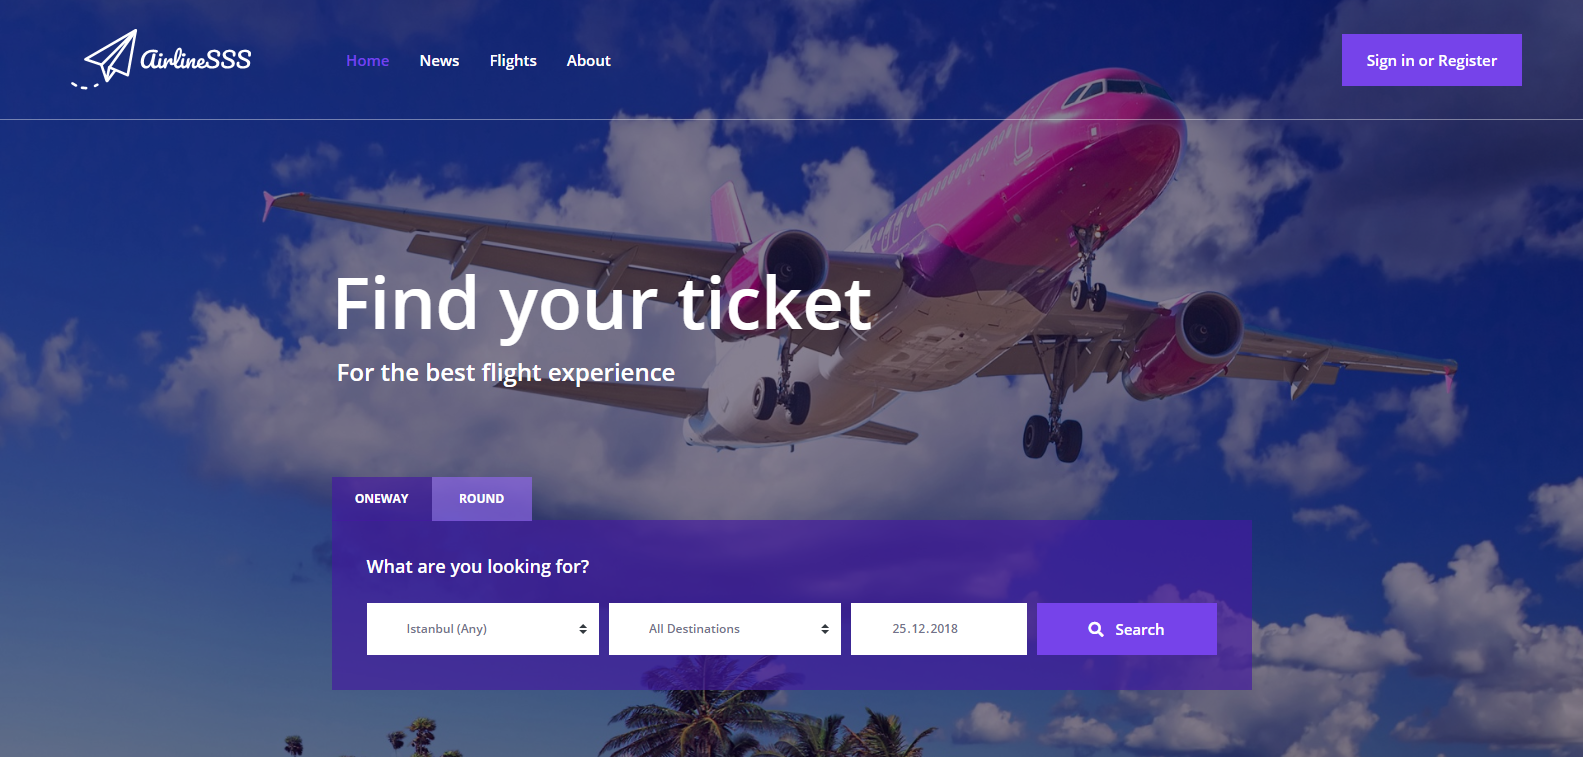 AirlineSSS
Home News Flights About
Sign in or Register
Find your ticket
For the best flight experience
ONEWAY ROUND
What are you looking for?
Istanbul (Any) All Destinations 25.12.2018 Search